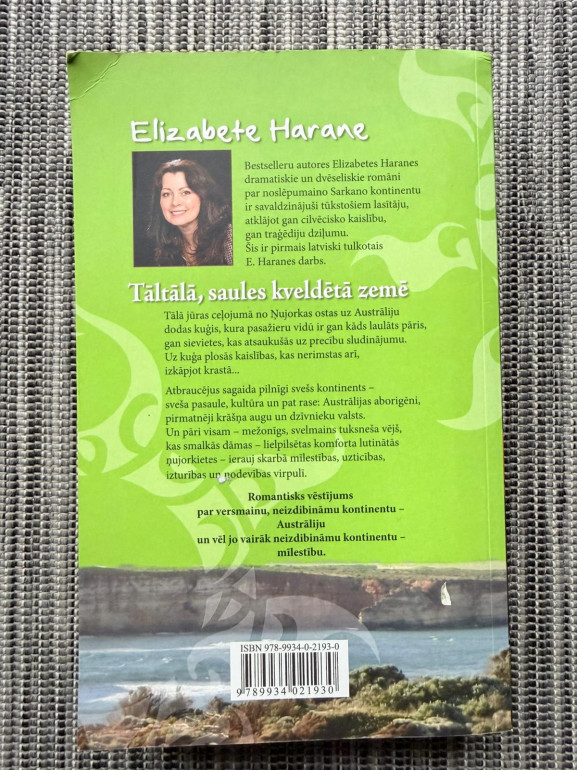 Elizabete Harane
Bestselleru autores Elizabetes Haranes
dramatiskie un dvēseliskie romāni
par noslēpumaino Sarkano kontinentu
ir savaldzinājuši tūkstošiem lasītāju,
atklājot gan cilvēcisko kaislību,
gan traģēdiju dziļumu.
Šis ir pirmais latviski tulkotais
E. Haranes darbs.
Tāltālā, saules kveldētā zemē
Tālā jūras ceļojumā no Ņujorkas ostas uz Austrāliju
dodas kuģis, kura pasažieru vidū ir gan kāds laulāts pāris,
gan sievietes, kas atsaukušās uz precību sludinājumu.
Uz kuģa plosās kaislības, kas nerimstas arī,
izkāpjot krastā...
Atbraucējus sagaida pilnīgi svešs kontinents –
sveša pasaule, kultūra un pat rase: Austrālijas aborigēni,
pirmatnēji krāšņa augu un dzīvnieku valsts.
Un pāri visam – mežonīgs, svelmains tuksneša vējš,
kas smalkās dāmas – lielpilsētas komforta lutinātās
ņujorkietes – ierauj skarbā mīlestības, uzticības,
izturības un nodevības virpulī.
Romantisks vēstījums
par versmainu, neizdibināmu kontinentu –
Austrāliju
un vēl jo vairāk neizdibināmu kontinentu –
mīlestību.
ISBN 978-9934-0-2193-0
9 789934 021930